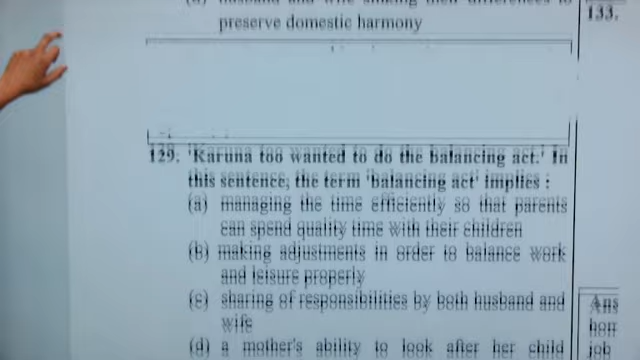 preserve domestic harmony
133.
129. 'Karuna too wanted to do the balancing act.' In
this sentence, the term 'balancing act' implies :
(a) managing the time efficiently so that parents
can spend quality time with their children
(b) making adjustments in order to balance work
and leisure properly
(c) sharing of responsibilities by both husband and
wife
(d) a mother's ability to look after her child
Ans
hon
job